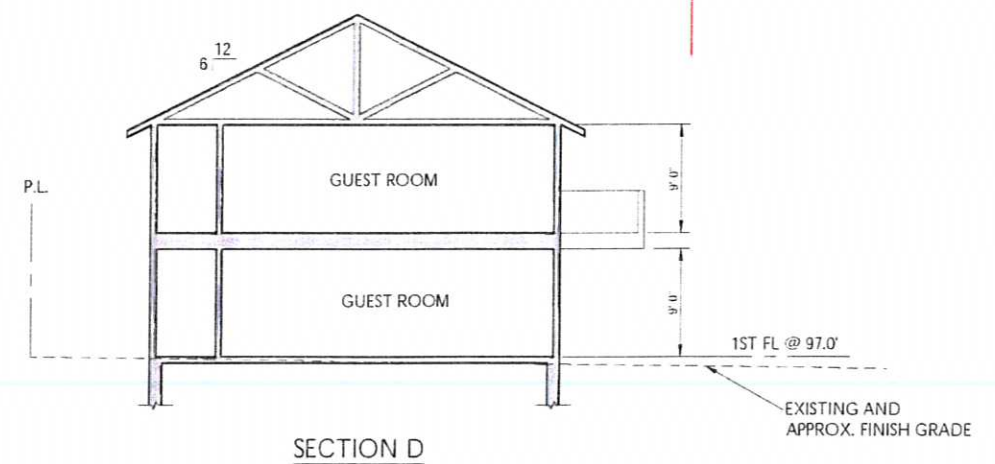 12
6
GUEST ROOM
P.L.
9'0'
GUEST ROOM
9'0'
1ST FL @ 97.0'
EXISTING AND
APPROX. FINISH GRADE
SECTION D